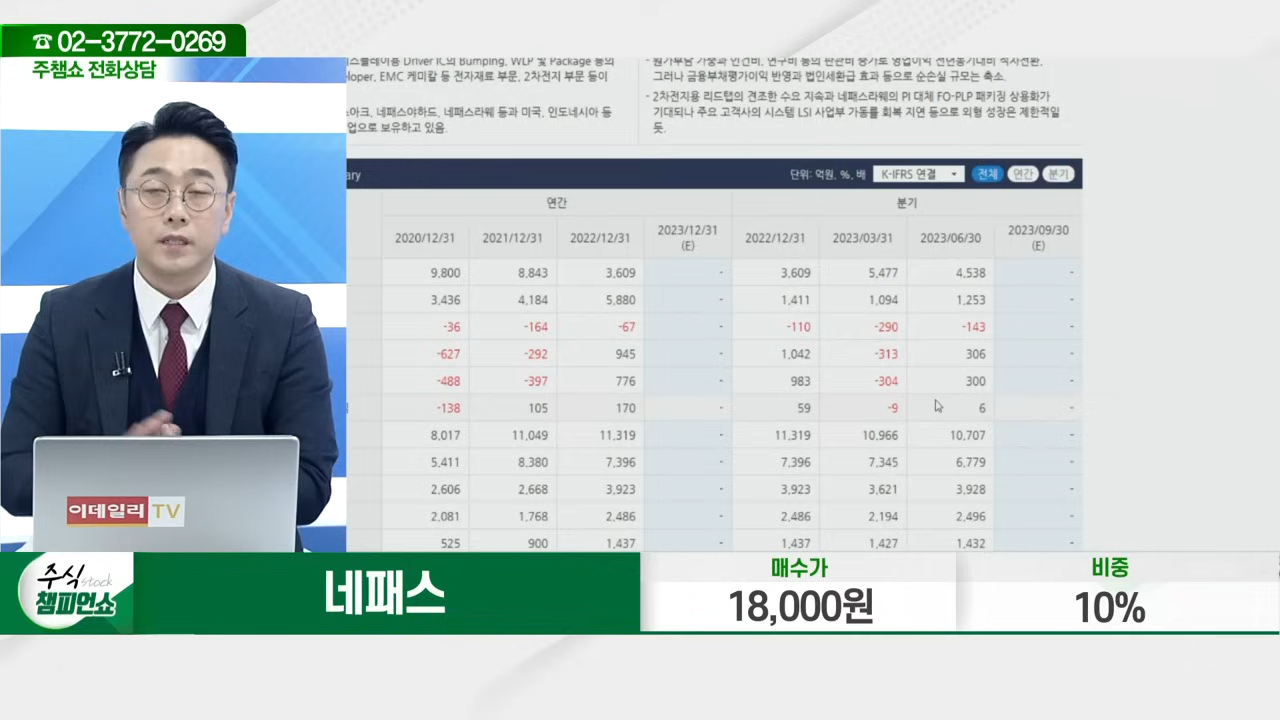 ☎ 02-3772-0269
주챔쇼 전화상담
Driver IC의 Bumping, WLP 및 Package 등의
EMC 케미칼 등 전자재료 부문, 2차전지 부문 등이
네패스야하드, 네패스라웨 등과 미국, 인도네시아 등
업으로 보유하고 있음.
- 원가부담 가중과 인건비, 연구비 등의 판관비 증가로 영업이익 전년동기대비 적자전환,
그러나 금융부채평가이익 반영과 법인세환급 효과 등으로 순손실 규모는 축소.
- 2차전지용 리드탭의 견조한 수요 지속과 네패스라웨의 PI 대체 FO-PLP 패키징 상용화가
기대되나 주요 고객사의 시스템 LSI 사업부 가동률 회복 지연 등으로 외형 성장은 제한적일
듯.
단위: 억원, %, 배 K-IFRS 연결 전체 연간 분기
연간 분기
2020/12/31 2021/12/31 2022/12/31 2023/12/31 (E) 2022/12/31 2023/03/31 2023/06/30 2023/09/30 (E)
9,800 8,843 3,609 - 3,609 5,477 4,538 -
3,436 4,184 5,880 - 1,411 1,094 1,253 -
-36 -164 -67 - -110 -290 -143 -
-627 -292 945 - 1,042 -313 306 -
-488 -397 776 - 983 -304 300 -
-138 105 170 - 59 -9 6 -
8,017 11,049 11,319 - 11,319 10,966 10,707 -
5,411 8,380 7,396 - 7,396 7,345 6,779 -
2,606 2,668 3,923 - 3,923 3,621 3,928 -
2,081 1,768 2,486 - 2,486 2,194 2,496 -
525 900 1,437 - 1,437 1,427 1,432 -
이데일리 TV
주식 stock
챔피언쇼
네패스
매수가
18,000원
비중
10%